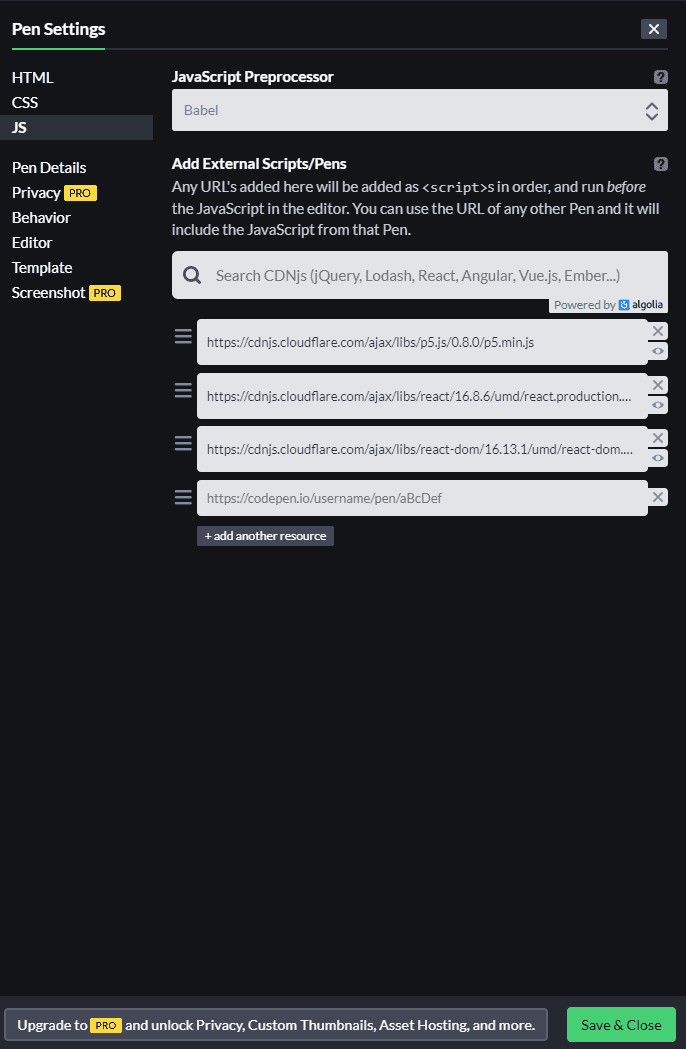 Pen Settings
HTML
CSS
JS
Pen Details
Privacy PRO
Behavior
Editor
Template
Screenshot PRO
JavaScript Preprocessor
Babel
Add External Scripts/Pens
Any URL's added here will be added as <script>s in order, and run before
the JavaScript in the editor. You can use the URL of any other Pen and it will
include the JavaScript from that Pen.
Search CDNjs (jQuery, Lodash, React, Angular, Vue.js, Ember...)
Powered by algolia
https://cdnjs.cloudflare.com/ajax/libs/p5.js/0.8.0/p5.min.js
https://cdnjs.cloudflare.com/ajax/libs/react/16.8.6/umd/react.production....
https://cdnjs.cloudflare.com/ajax/libs/react-dom/16.13.1/umd/react-dom....
https://codepen.io/username/pen/aBcDef
+ add another resource
Upgrade to PRO and unlock Privacy, Custom Thumbnails, Asset Hosting, and more.
Save & Close